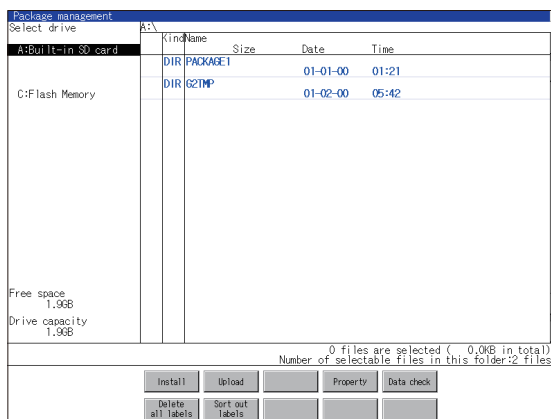 Package management
Select drive
A:\
Kind Name
Size Date Time
A:Built-in SD card
DIR PACKAGE1
01-01-00 01:21
DIR G2TMP
01-02-00 05:42
C:Flash Memory
Free space
1.9GB
Drive capacity
1.9GB
0 files are selected ( 0.0KB in total)
Number of selectable files in this folder:2 files
Install Upload Property Data check
Delete all labels Sort out labels